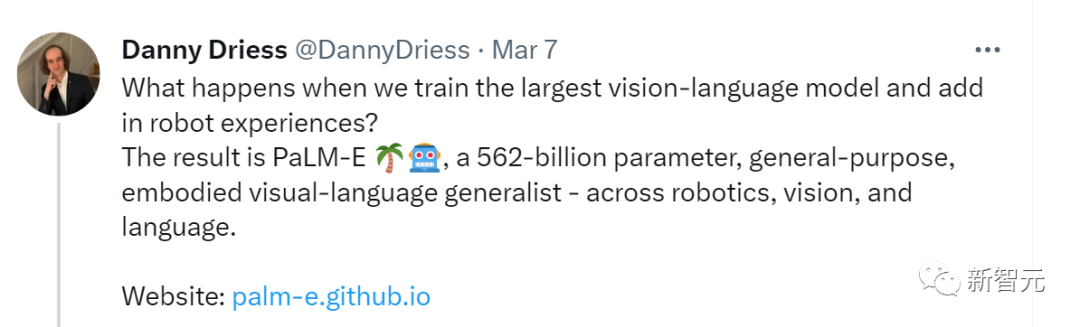 Danny Driess @DannyDriess · Mar 7
What happens when we train the largest vision-language model and add
in robot experiences?
The result is PaLM-E 🌴🤖, a 562-billion parameter, general-purpose,
embodied visual-language generalist - across robotics, vision, and
language.
Website: palm-e.github.io
新智元